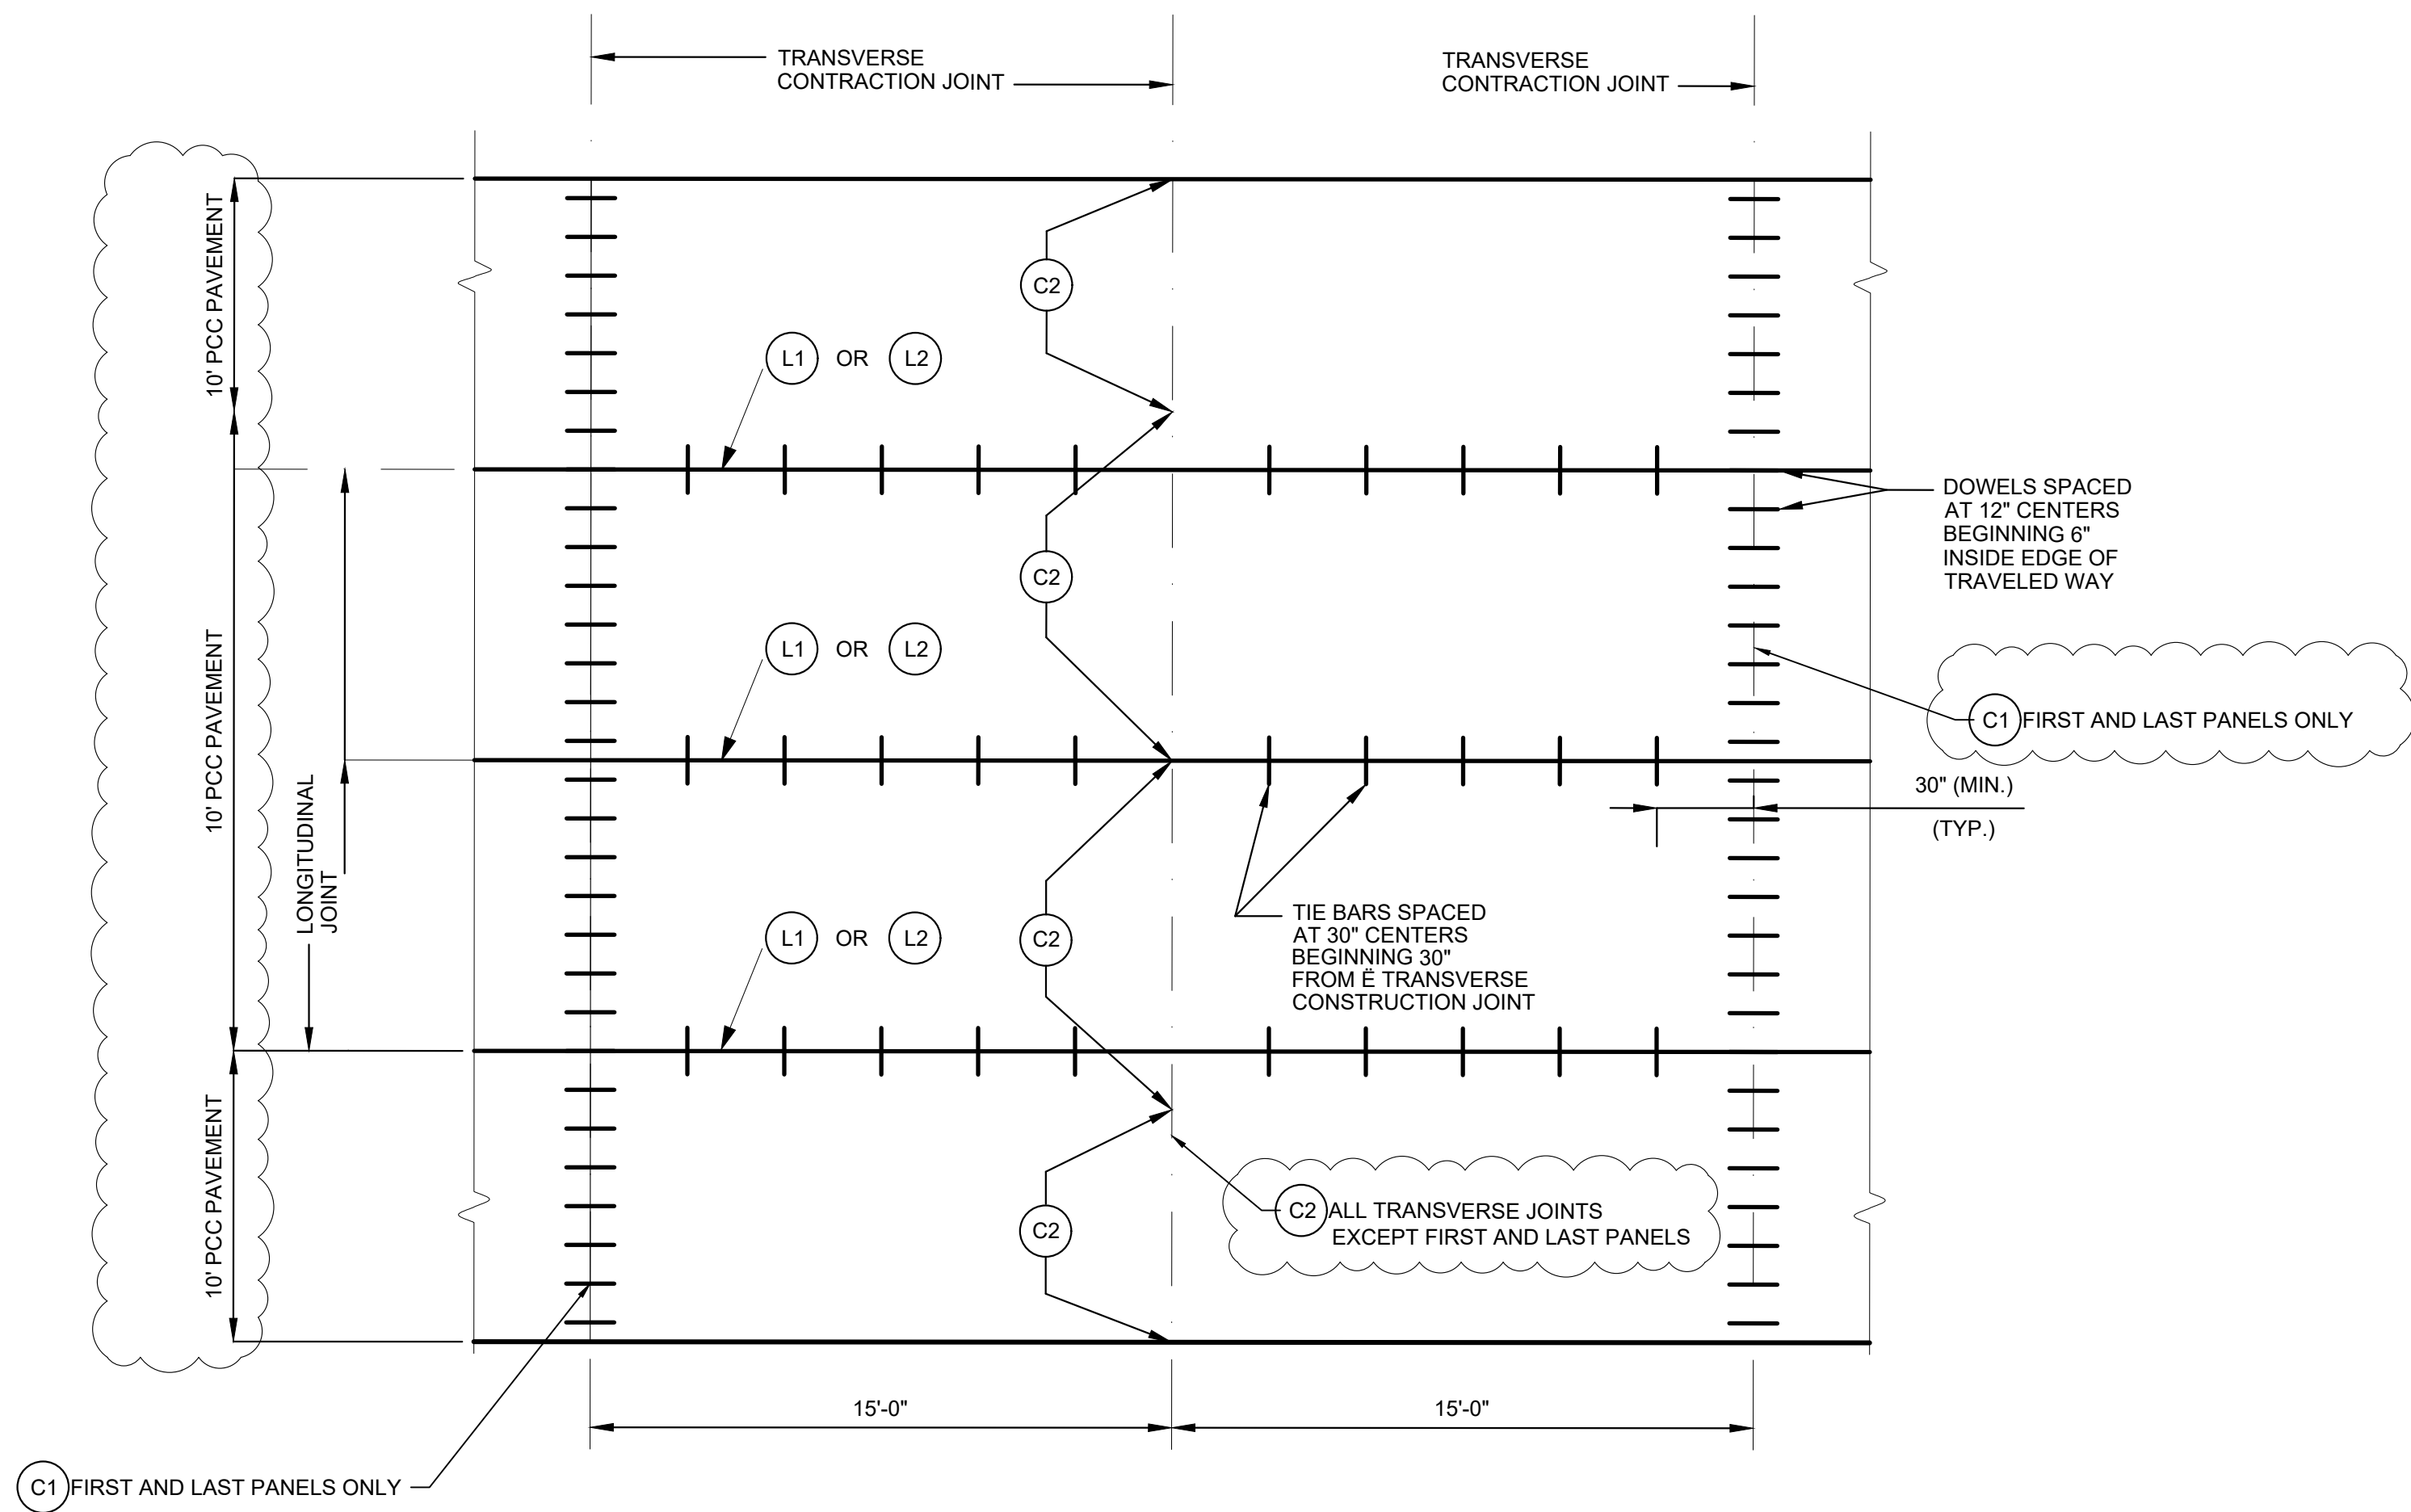 TRANSVERSE
CONTRACTION JOINT
TRANSVERSE
CONTRACTION JOINT
10' PCC PAVEMENT
C2
L1 OR L2
DOWELS SPACED
AT 12" CENTERS
BEGINNING 6"
INSIDE EDGE OF
TRAVELED WAY
C2
10' PCC PAVEMENT
L1 OR L2
C1 FIRST AND LAST PANELS ONLY
30" (MIN.)
(TYP.)
LONGITUDINAL
JOINT
L1 OR L2
C2
TIE BARS SPACED
AT 30" CENTERS
BEGINNING 30"
FROM Ë TRANSVERSE
CONSTRUCTION JOINT
10' PCC PAVEMENT
C2
C2 ALL TRANSVERSE JOINTS
EXCEPT FIRST AND LAST PANELS
15'-0"
15'-0"
C1 FIRST AND LAST PANELS ONLY